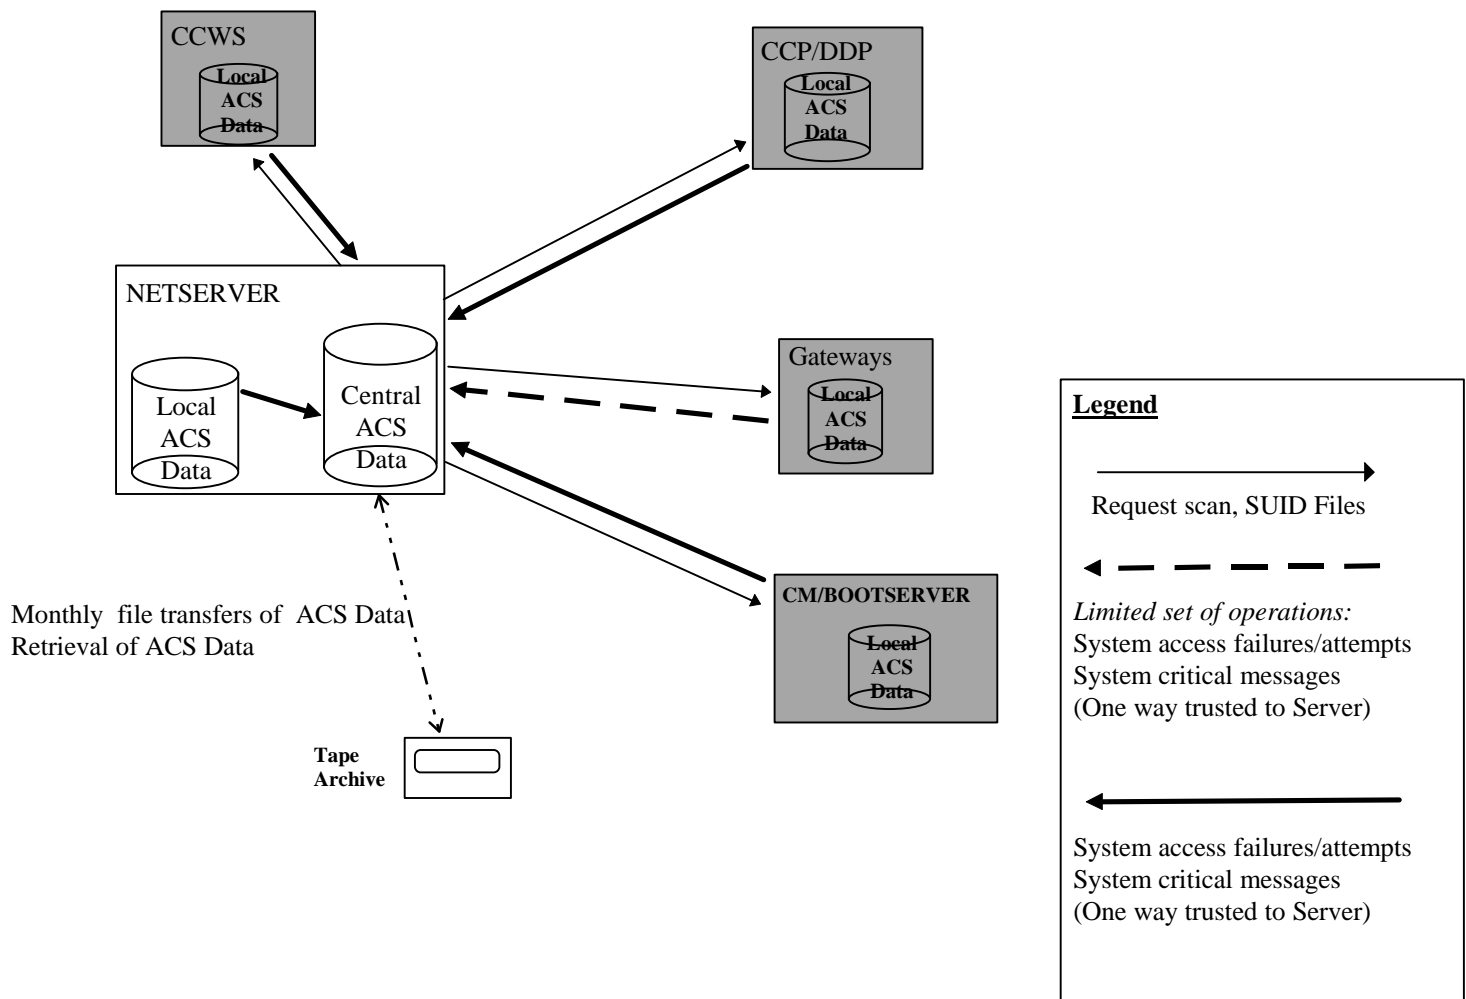 CCWS
Local
ACS
Data
CCP/DDP
Local
ACS
Data
NETSERVER
Local
ACS
Data
Central
ACS
Data
Gateways
Local
ACS
Data
CM/BOOTSERVER
Local
ACS
Data
Monthly file transfers of ACS Data
Retrieval of ACS Data
Tape
Archive
Legend
Request scan, SUID Files
Limited set of operations:
System access failures/attempts
System critical messages
(One way trusted to Server)
System access failures/attempts
System critical messages
(One way trusted to Server)